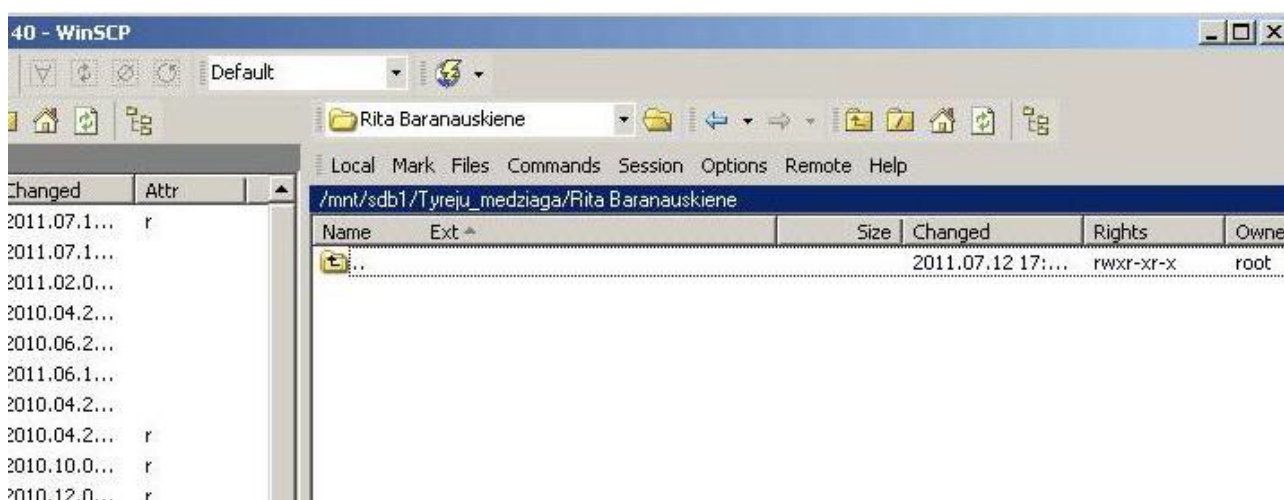 40 - WinSCP
Default
Rita Baranauskiene
Local Mark Files Commands Session Options Remote Help
/mnt/sdb1/Tyreju_medziaga/Rita Baranauskiene
Changed Attr
Name Ext Size Changed Rights Owne
2011.07.1... r
.. 2011.07.12 17:... rwxr-xr-x root
2011.07.1...
2011.02.0...
2010.04.2...
2010.06.2...
2011.06.1...
2010.04.2...
2010.04.2... r
2010.10.0... r
2010.12.0... r